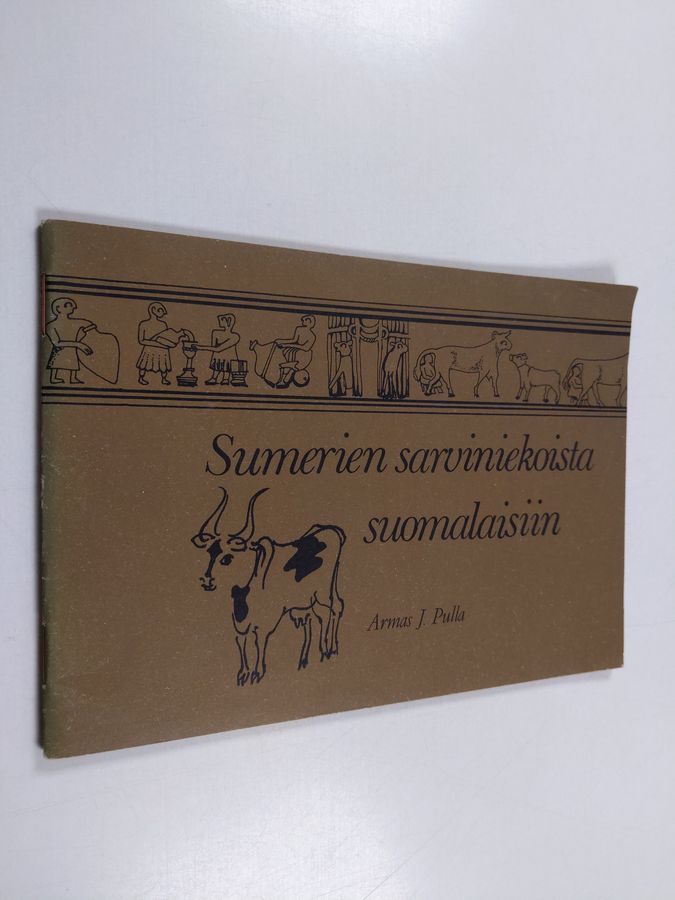 Sumerien sarviniekoista
suomalaisiin
Armas J. Pulla